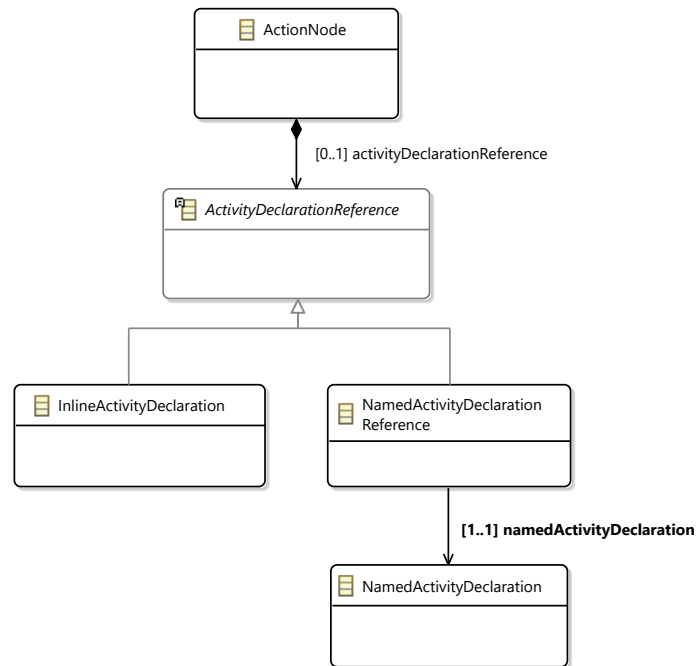 ActionNode
[0..1] activityDeclarationReference
ActivityDeclarationReference
InlineActivityDeclaration
NamedActivityDeclaration
Reference
[1..1] namedActivityDeclaration
NamedActivityDeclaration